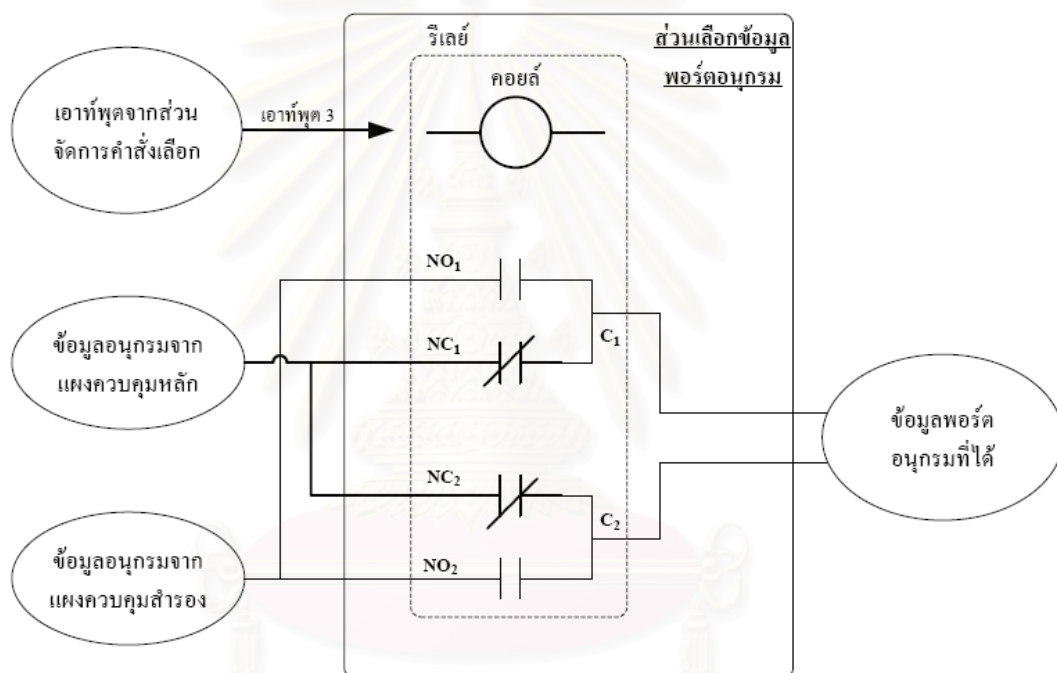 รีเลย์
ส่วนเลือกข้อมูล
พอร์ตอนุกรม
คอยล์
เอาท์พุตจากส่วน
จัดการคำสั่งเลือก
เอาท์พุต 3
NO₁
ข้อมูลอนุกรมจาก
แผงควบคุมหลัก
NC₁
C₁
ข้อมูลพอร์ต
อนุกรมที่ได้
NC₂
C₂
ข้อมูลอนุกรมจาก
แผงควบคุมสำรอง
NO₂